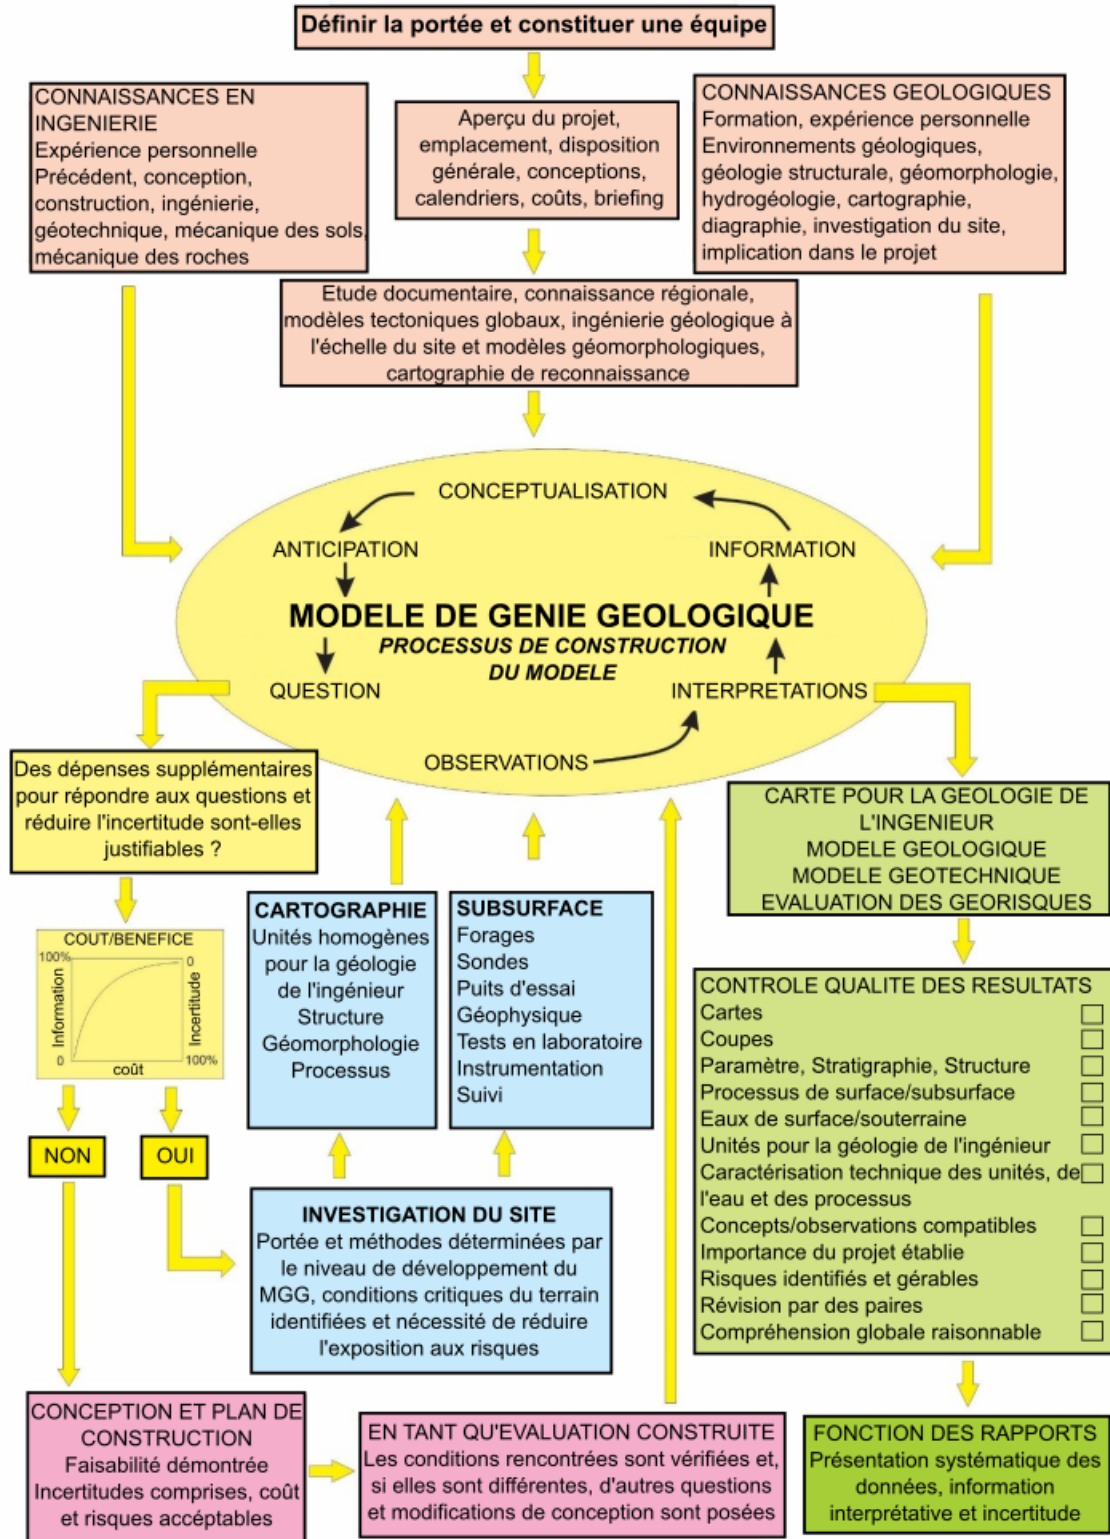 Définir la portée et constituer une équipe
CONNAISSANCES EN
INGENIERIE
Expérience personnelle
Précédent, conception,
construction, ingénierie,
géotechnique, mécanique des sols,
mécanique des roches
Aperçu du projet,
emplacement, disposition
générale, conceptions,
calendriers, coûts, briefing
CONNAISSANCES GEOLOGIQUES
Formation, expérience personnelle
Environnements géologiques,
géologie structurale, géomorphologie,
hydrogéologie, cartographie,
diagraphie, investigation du site,
implication dans le projet
Etude documentaire, connaissance régionale,
modèles tectoniques globaux, ingénierie géologique à
l'échelle du site et modèles géomorphologiques,
cartographie de reconnaissance
CONCEPTUALISATION
ANTICIPATION
INFORMATION
MODELE DE GENIE GEOLOGIQUE
PROCESSUS DE CONSTRUCTION
DU MODELE
QUESTION
INTERPRETATIONS
OBSERVATIONS
Des dépenses supplémentaires
pour répondre aux questions et
réduire l'incertitude sont-elles
justifiables ?
COUT/BENEFICE
100%
0
Information
Incertitude
0
100%
coût
NON
OUI
CARTOGRAPHIE
Unités homogènes
pour la géologie
de l'ingénieur
Structure
Géomorphologie
Processus
SUBSURFACE
Forages
Sondes
Puits d'essai
Géophysique
Tests en laboratoire
Instrumentation
Suivi
INVESTIGATION DU SITE
Portée et méthodes déterminées par
le niveau de développement du
MGG, conditions critiques du terrain
identifiées et nécessité de réduire
l'exposition aux risques
CARTE POUR LA GEOLOGIE DE
L'INGENIEUR
MODELE GEOLOGIQUE
MODELE GEOTECHNIQUE
EVALUATION DES GEORISQUES
CONTROLE QUALITE DES RESULTATS
Cartes
Coupes
Paramètre, Stratigraphie, Structure
Processus de surface/subsurface
Eaux de surface/souterraine
Unités pour la géologie de l'ingénieur
Caractérisation technique des unités, de
l'eau et des processus
Concepts/observations compatibles
Importance du projet établie
Risques identifiés et gérables
Révision par des paires
Compréhension globale raisonnable
CONCEPTION ET PLAN DE
CONSTRUCTION
Faisabilité démontrée
Incertitudes comprises, coût
et risques accéptables
EN TANT QU'EVALUATION CONSTRUITE
Les conditions rencontrées sont vérifiées et,
si elles sont différentes, d'autres questions
et modifications de conception sont posées
FONCTION DES RAPPORTS
Présentation systématique des
données, information
interprétative et incertitude